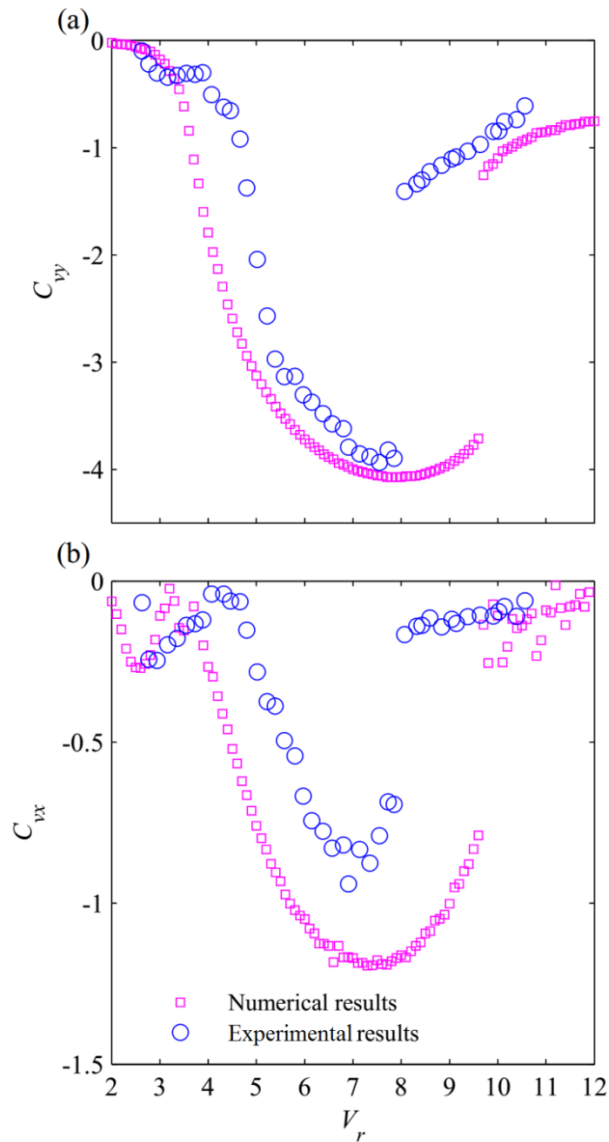 (a)
0
-1
-2
-3
-4
C_vy
(b)
0
-0.5
-1
-1.5
C_vx
Numerical results
Experimental results
2 3 4 5 6 7 8 9 10 11 12
V_r